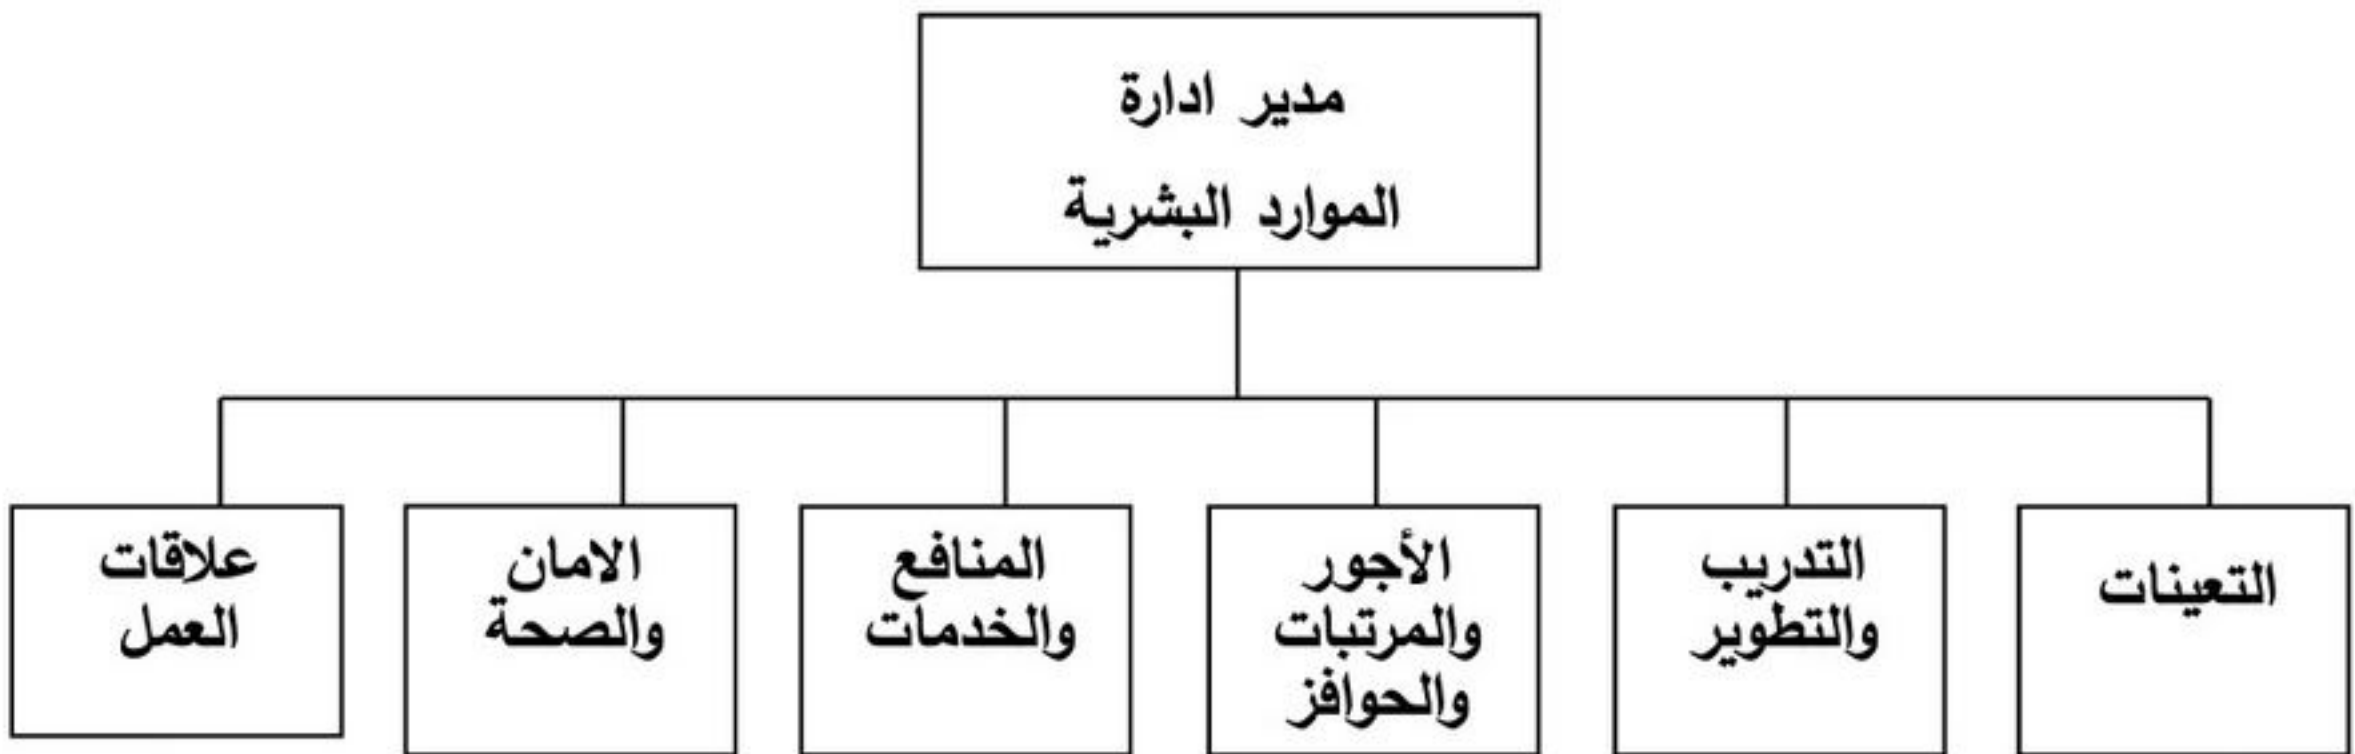 مدير ادارة
الموارد البشرية
التعينات
التدريب
والتطوير
الأجور
والمرتبات
والحوافز
المنافع
والخدمات
الامان
والصحة
علاقات
العمل